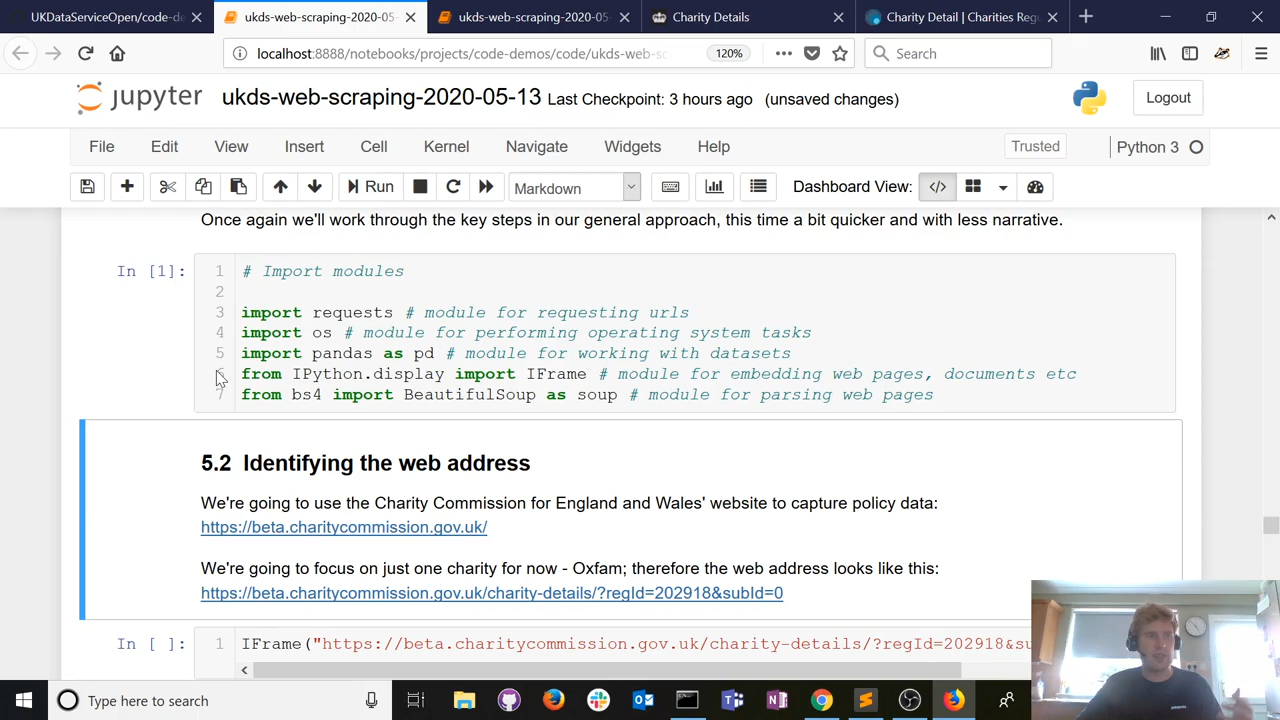 UKDataServiceOpen/code-de
ukds-web-scraping-2020-05-
ukds-web-scraping-2020-05-
Charity Details
Charity Detail | Charities Regu
localhost:8888/notebooks/projects/code-demos/code/ukds-web-sc
120%
Search
jupyter
ukds-web-scraping-2020-05-13 Last Checkpoint: 3 hours ago (unsaved changes)
Logout
File Edit View Insert Cell Kernel Navigate Widgets Help
Trusted
Python 3
Run
Markdown
Dashboard View:
Once again we'll work through the key steps in our general approach, this time a bit quicker and with less narrative.
In [1]:
1 # Import modules
2
3 import requests # module for requesting urls
4 import os # module for performing operating system tasks
5 import pandas as pd # module for working with datasets
6 from IPython.display import IFrame # module for embedding web pages, documents etc
7 from bs4 import BeautifulSoup as soup # module for parsing web pages
5.2 Identifying the web address
We're going to use the Charity Commission for England and Wales' website to capture policy data:
https://beta.charitycommission.gov.uk/
We're going to focus on just one charity for now - Oxfam; therefore the web address looks like this:
https://beta.charitycommission.gov.uk/charity-details/?regId=202918&subId=0
In [ ]:
1 IFrame("https://beta.charitycommission.gov.uk/charity-details/?regId=202918&su
Type here to search